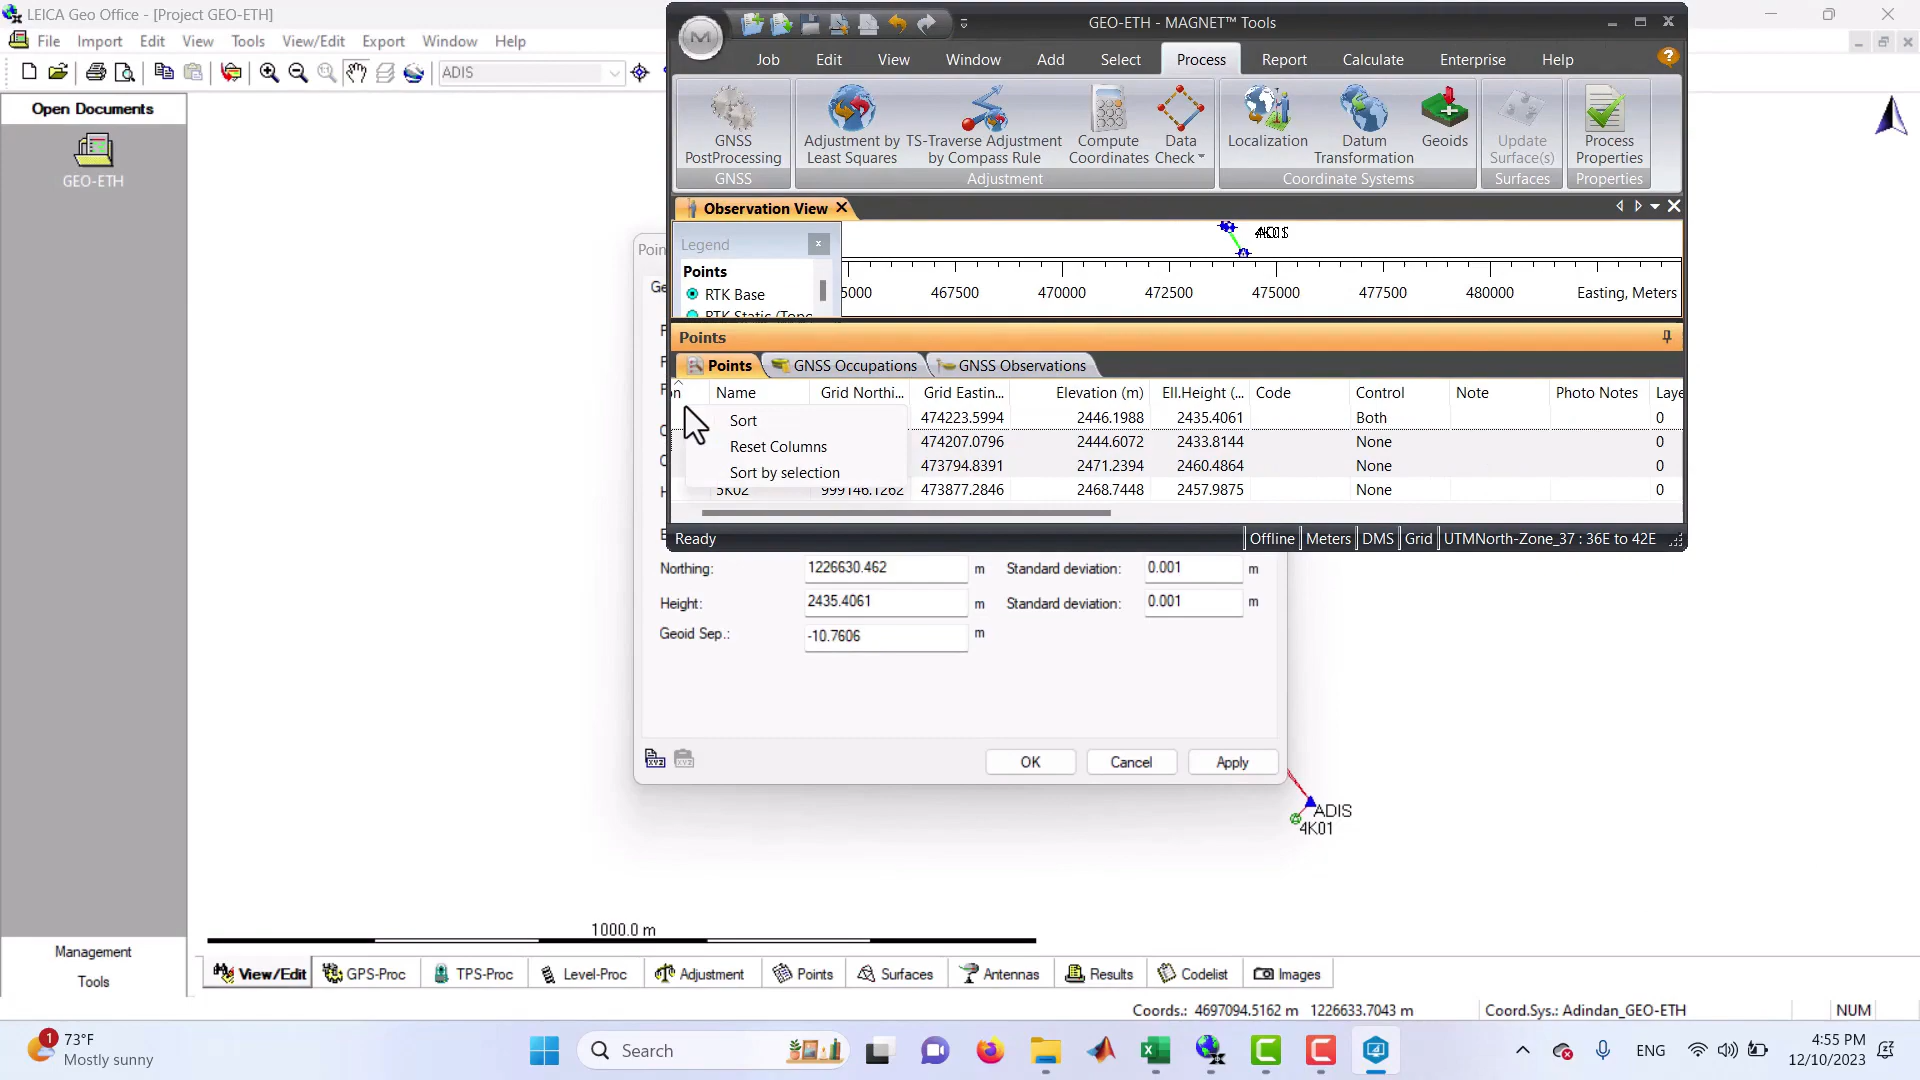 LEICA Geo Office - [Project GEO-ETH]
File Import Edit View Tools View/Edit Export Window Help
ADIS
Open Documents
GEO-ETH
GEO-ETH - MAGNET™ Tools
Job Edit View Window Add Select Process Report Calculate Enterprise Help
GNSS PostProcessing
Adjustment by Least Squares
TS-Traverse Adjustment by Compass Rule
Compute Coordinates
Data Check
Localization
Datum Transformation
Geoids
Update Surface(s)
Process Properties
GNSS Adjustment Coordinate Systems Surfaces Properties
Observation View
Legend
Points
RTK Base
5000 467500 470000 472500 475000 477500 480000 Easting, Meters
Points
Points GNSS Occupations GNSS Observations
on Name Grid Northi... Grid Eastin... Elevation (m) Ell.Height (... Code Control Note Photo Notes Laye
474223.5994 2446.1988 2435.4061 Both 0
474207.0796 2444.6072 2433.8144 None 0
473794.8391 2471.2394 2460.4864 None 0
5K02 999146.1262 473877.2846 2468.7448 2457.9875 None 0
Sort
Reset Columns
Sort by selection
Ready Offline Meters DMS Grid UTMNorth-Zone_37 : 36E to 42E
Poin
Ge
Northing: 1226630.462 m Standard deviation: 0.001 m
Height: 2435.4061 m Standard deviation: 0.001 m
Geoid Sep.: -10.7606 m
OK Cancel Apply
ADIS
4K01
1000.0 m
Management
Tools
View/Edit GPS-Proc TPS-Proc Level-Proc Adjustment Points Surfaces Antennas Results Codelist Images
Coords.: 4697094.5162 m 1226633.7043 m Coord.Sys.: Adindan_GEO-ETH NUM
1
73°F
Mostly sunny
Search
ENG
4:55 PM
12/10/2023